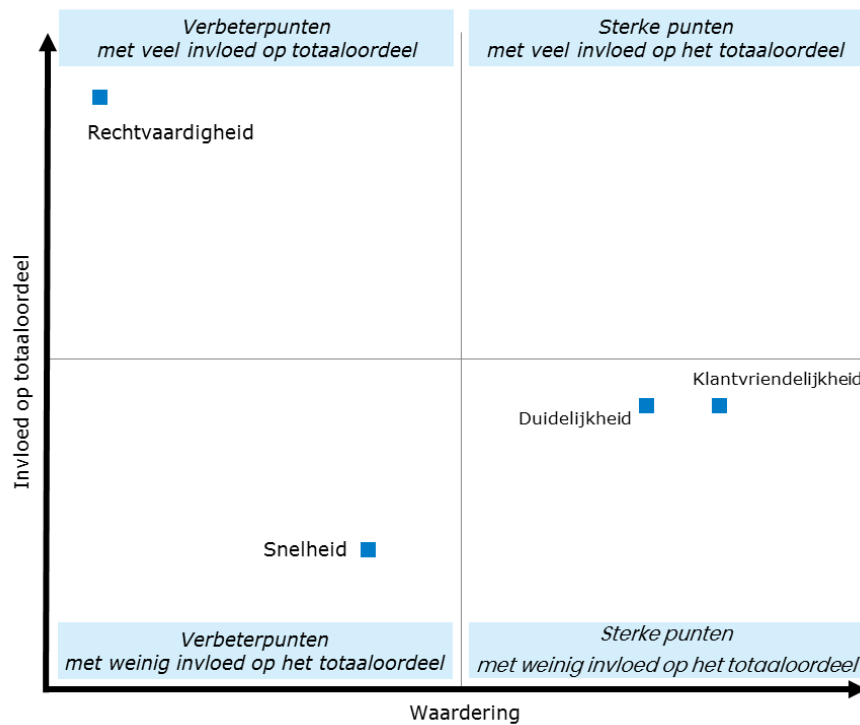 Verbeterpunten
met veel invloed op totaaloordeel
Sterke punten
met veel invloed op het totaaloordeel
Rechtvaardigheid
Invloed op totaaloordeel
Klantvriendelijkheid
Duidelijkheid
Snelheid
Verbeterpunten
met weinig invloed op het totaaloordeel
Sterke punten
met weinig invloed op het totaaloordeel
Waardering